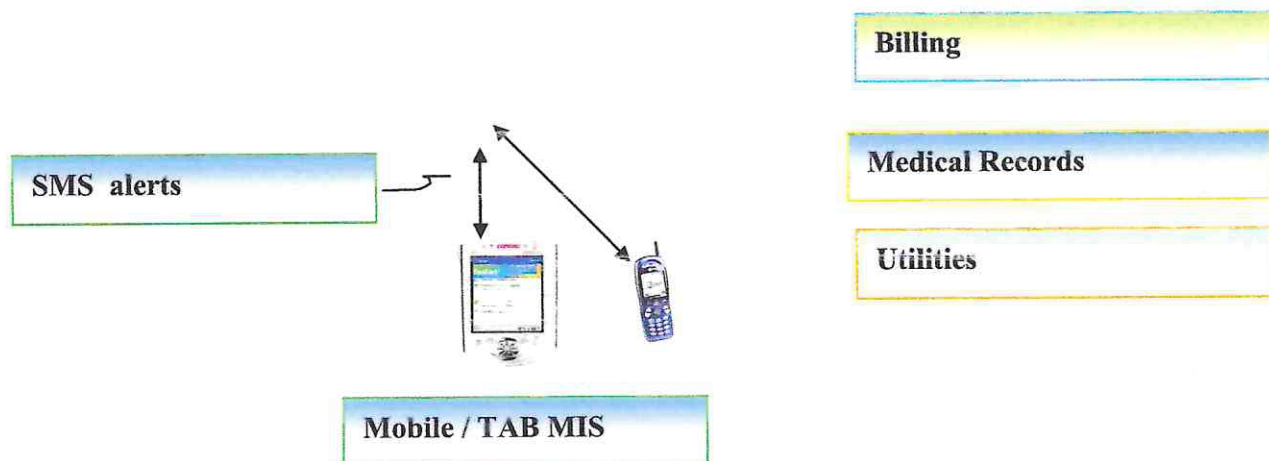 Billing
SMS alerts
Medical Records
Utilities
Mobile / TAB MIS